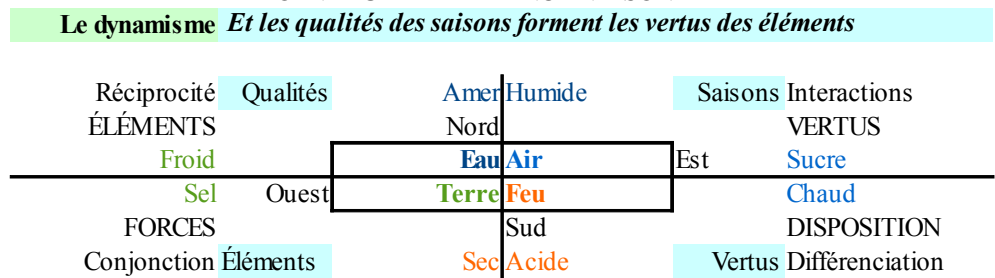 Le dynamisme Et les qualités des saisons forment les vertus des éléments
Réciprocité Qualités Amer Humide Saisons Interactions
ÉLÉMENTS Nord VERTUS
Froid Eau Air Est Sucre
Sel Ouest Terre Feu Chaud
FORCES Sud DISPOSITION
Conjonction Éléments Sec Acide Vertus Différenciation